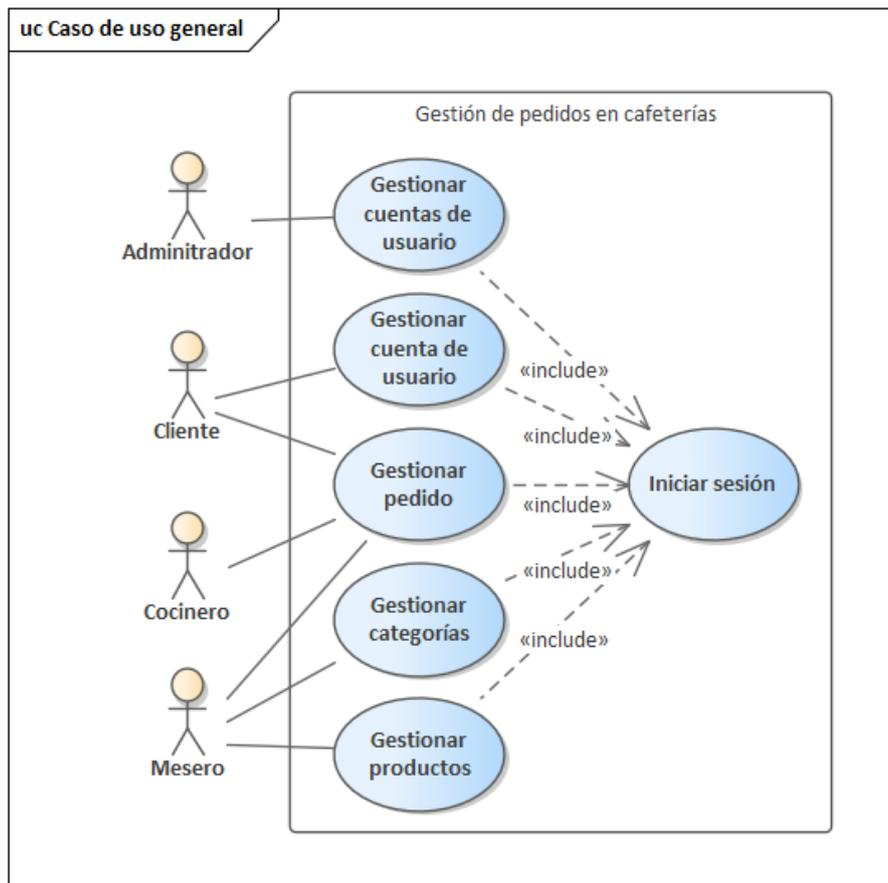 uc Caso de uso general
Gestión de pedidos en cafeterías
Gestionar
cuentas de
usuario
Adminitrador
Gestionar
cuenta de
usuario
«include»
Cliente
«include»
Gestionar
pedido
Iniciar sesión
«include»
Cocinero
«include»
Gestionar
categorías
«include»
Mesero
Gestionar
productos